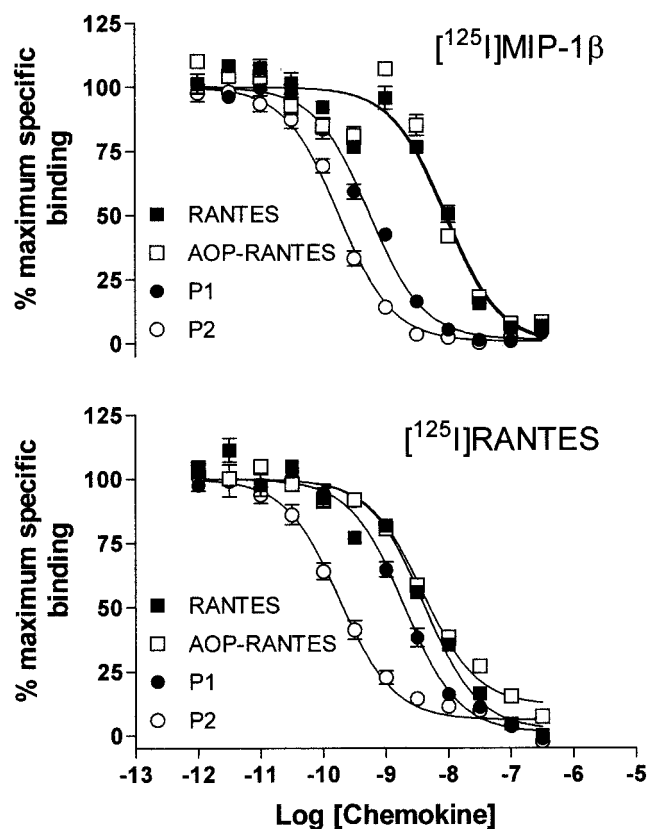 [¹²⁵I]MIP-1β
125
100
75
50
25
0
% maximum specific
binding
RANTES
AOP-RANTES
P1
P2
[¹²⁵I]RANTES
125
100
75
50
25
0
% maximum specific
binding
RANTES
AOP-RANTES
P1
P2
-13 -12 -11 -10 -9 -8 -7 -6 -5
Log [Chemokine]